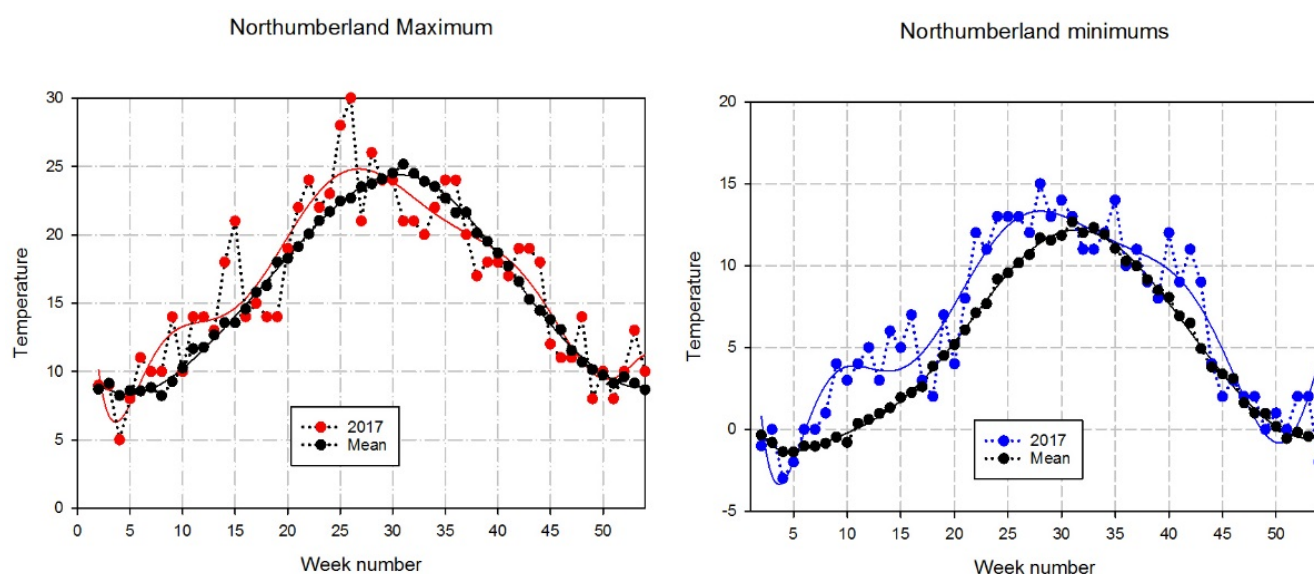 Northumberland Maximum
30
25
20
15
10
5
0
Temperature
2017
Mean
0 5 10 15 20 25 30 35 40 45 50
Week number
Northumberland minimums
20
15
10
5
0
-5
Temperature
2017
Mean
5 10 15 20 25 30 35 40 45 50
Week number